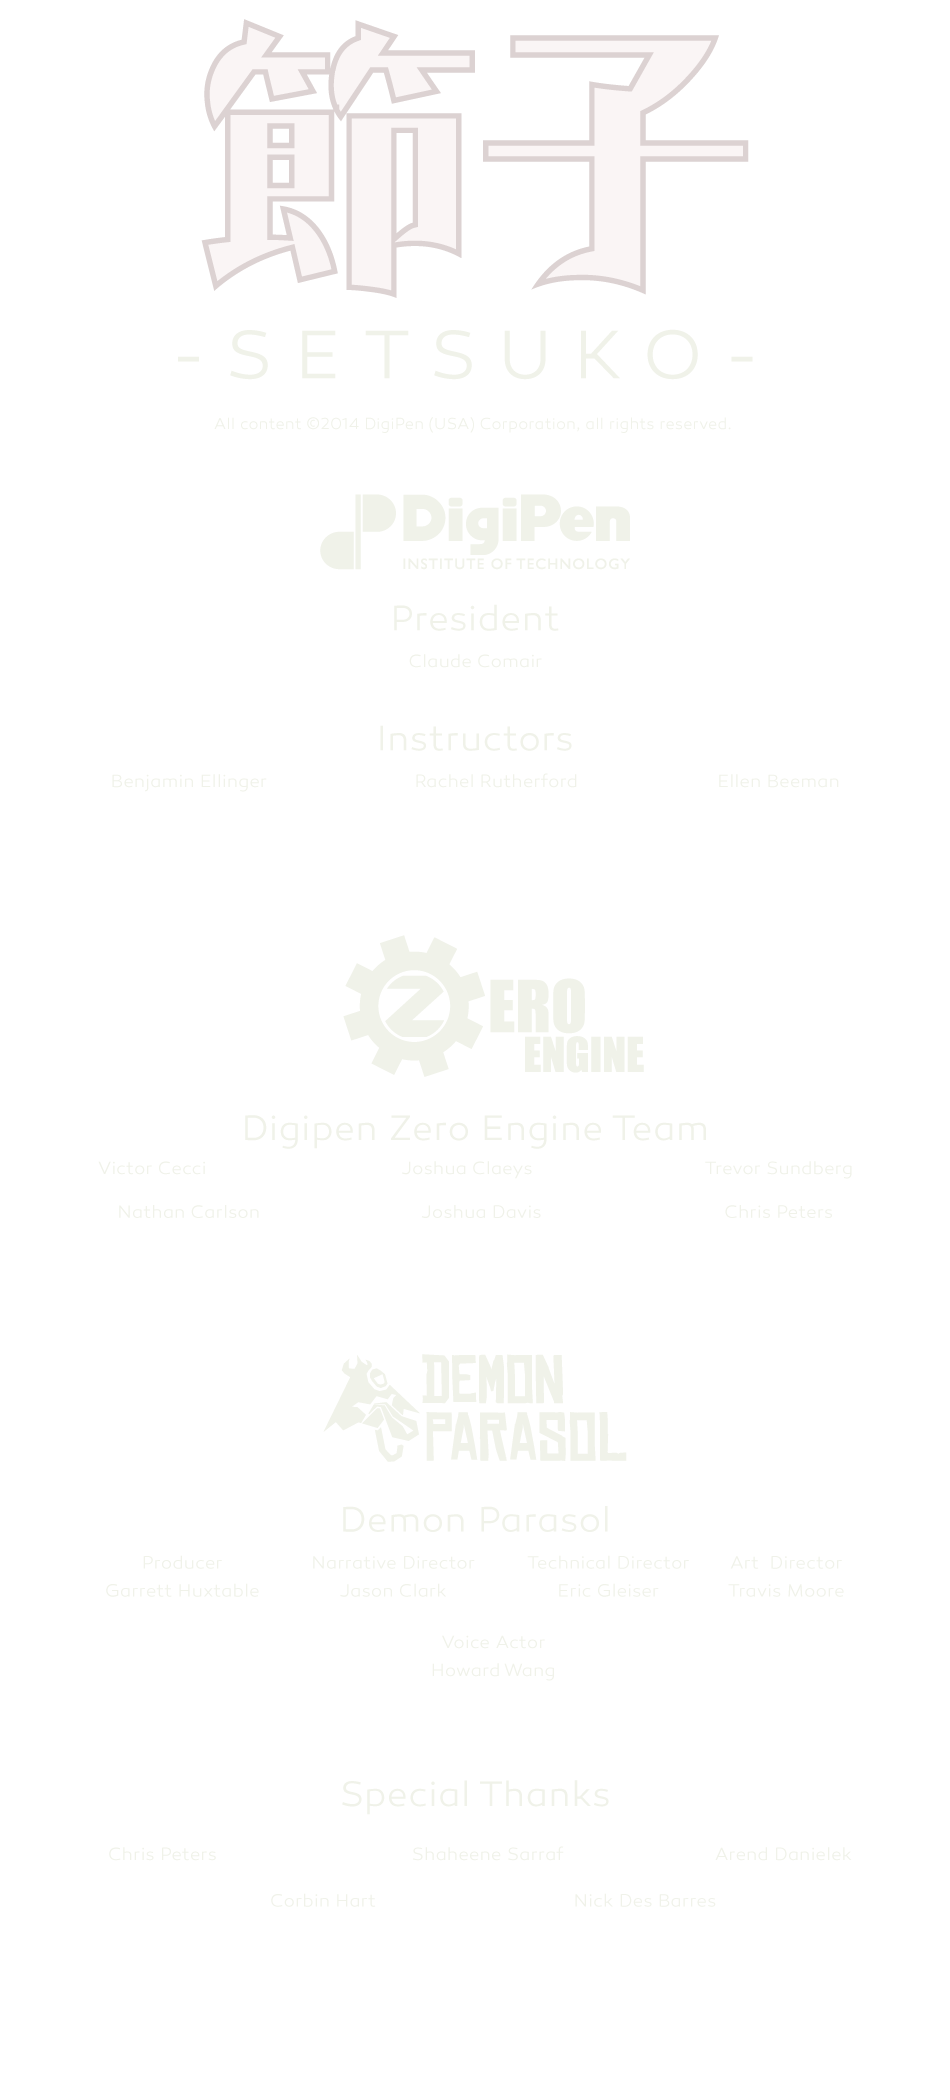 節子
- SETSUKO -
All content ©2014 DigiPen (USA) Corporation, all rights reserved.
DigiPen
INSTITUTE OF TECHNOLOGY
President
Claude Comair
Instructors
Benjamin Ellinger Rachel Rutherford Ellen Beeman
ZERO
ENGINE
Digipen Zero Engine Team
Victor Cecci Joshua Claeys Trevor Sundberg
Nathan Carlson Joshua Davis Chris Peters
DEMON
PARASOL
Demon Parasol
Producer Narrative Director Technical Director Art Director
Garrett Huxtable Jason Clark Eric Gleiser Travis Moore
Voice Actor
Howard Wang
Special Thanks
Chris Peters Shaheene Sarraf Arend Danielek
Corbin Hart Nick Des Barres